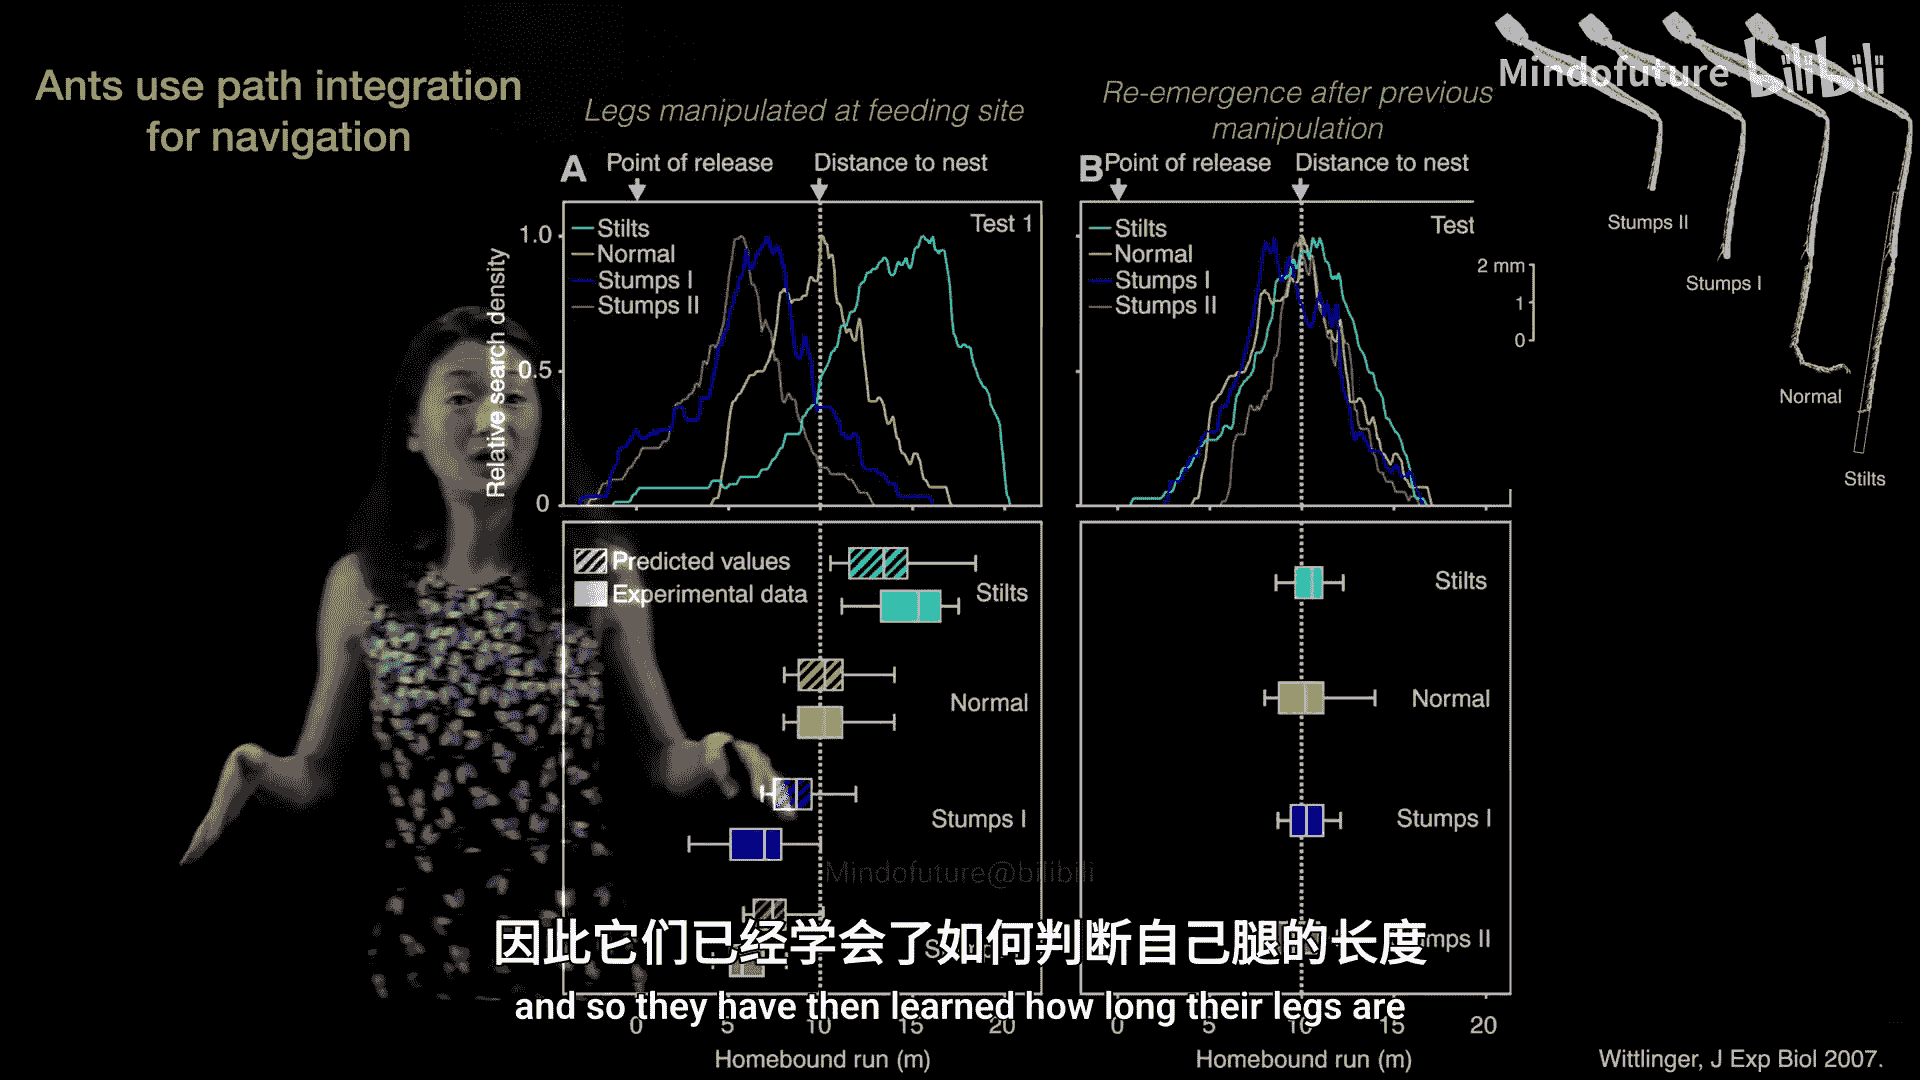 Ants use path integration
for navigation
Legs manipulated at feeding site
Re-emergence after previous
manipulation
Mindofuture bilibili
A
Point of release
Distance to nest
Test 1
Stilts
Normal
Stumps I
Stumps II
Relative search density
1.0
0.5
0
B
Point of release
Distance to nest
Test
Stilts
Normal
Stumps I
Stumps II
2 mm
1
0
Stumps II
Stumps I
Normal
Stilts
Predicted values
Experimental data
Stilts
Normal
Stumps I
Stilts
Normal
Stumps I
mps II
Mindofuture@bilibili
因此它们已经学会了如何判断自己腿的长度
and so they have then learned how long their legs are
0 5 10 15 20
Homebound run (m)
0 5 10 15 20
Homebound run (m)
Wittlinger, J Exp Biol 2007.